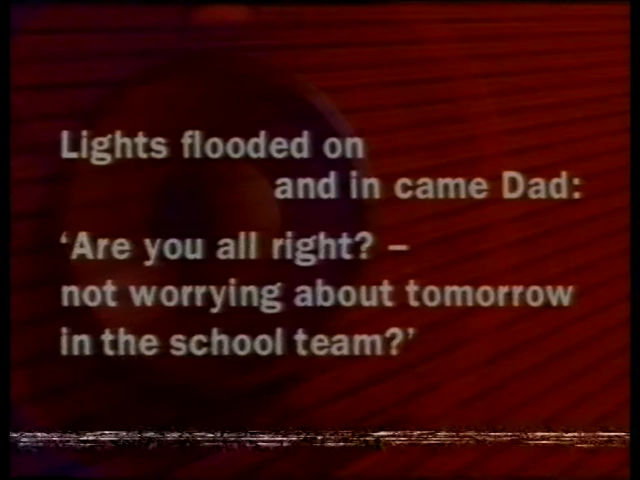 Lights flooded on
and in came Dad:
‘Are you all right? –
not worrying about tomorrow
in the school team?’